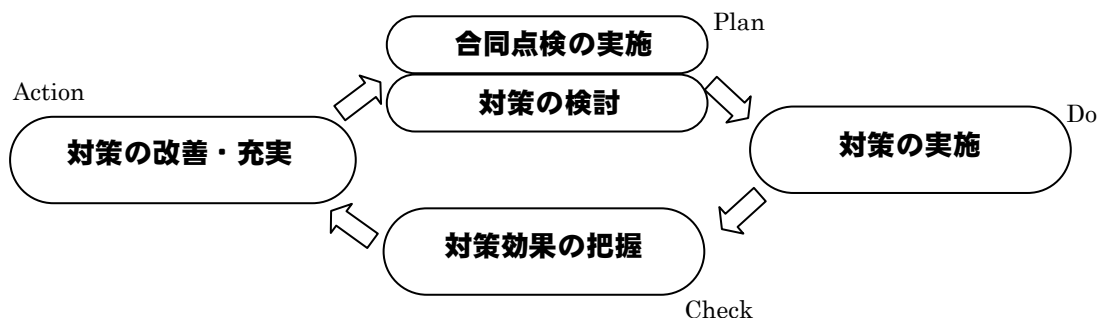 合同点検の実施
Plan
対策の検討
Action
対策の改善・充実
Do
対策の実施
対策効果の把握
Check